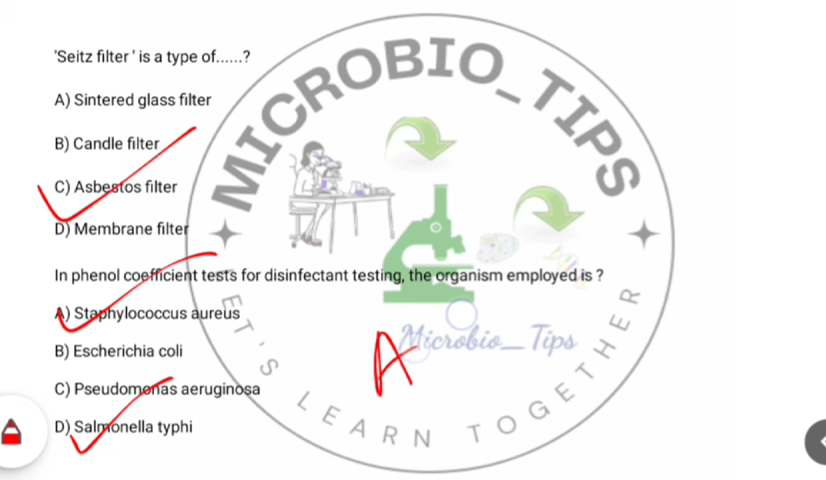 'Seitz filter ' is a type of......?
A) Sintered glass filter
B) Candle filter
C) Asbestos filter
D) Membrane filter
In phenol coefficient tests for disinfectant testing, the organism employed is ?
A) Staphylococcus aureus
B) Escherichia coli
C) Pseudomonas aeruginosa
D) Salmonella typhi
A
MICROBIO_TIPS
Microbio_Tips
LET'S LEARN TOGETHER